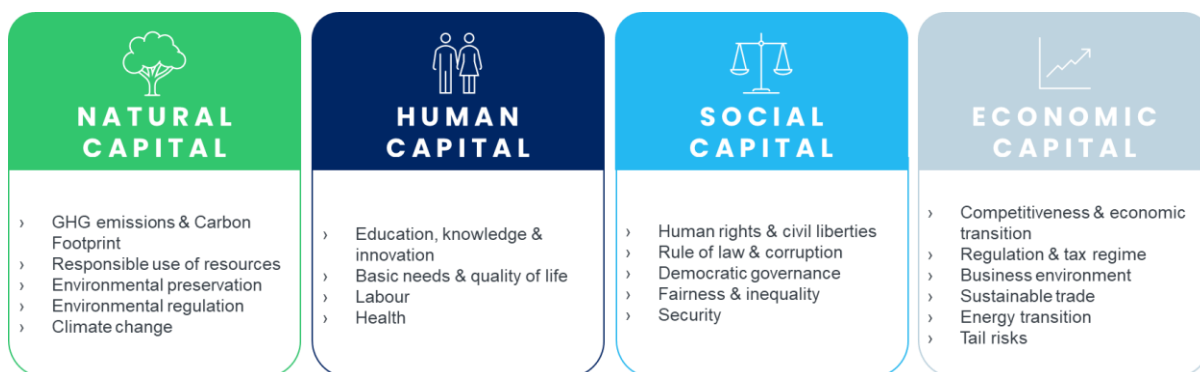 NATURAL
CAPITAL
› GHG emissions & Carbon
Footprint
› Responsible use of resources
› Environmental preservation
› Environmental regulation
› Climate change
HUMAN
CAPITAL
› Education, knowledge &
innovation
› Basic needs & quality of life
› Labour
› Health
SOCIAL
CAPITAL
› Human rights & civil liberties
› Rule of law & corruption
› Democratic governance
› Fairness & inequality
› Security
ECONOMIC
CAPITAL
› Competitiveness & economic
transition
› Regulation & tax regime
› Business environment
› Sustainable trade
› Energy transition
› Tail risks